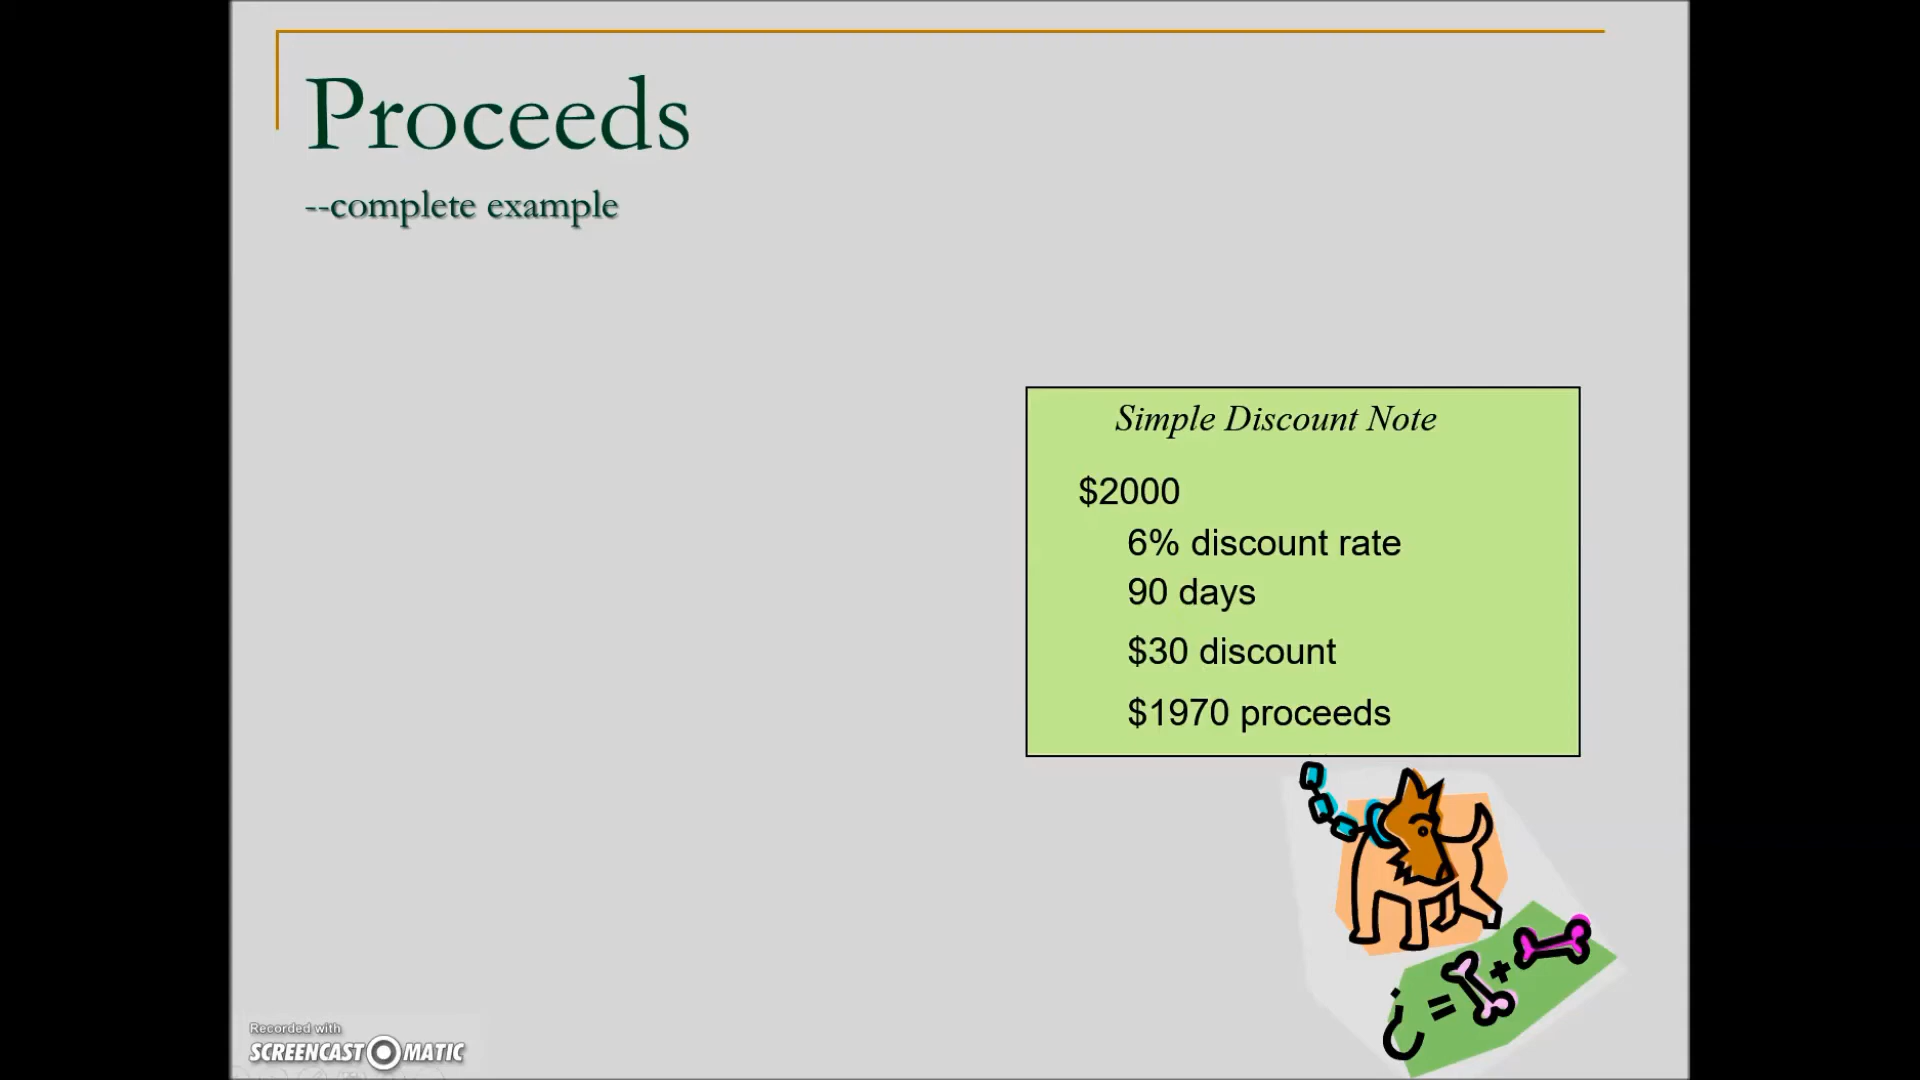 Proceeds
--complete example
Simple Discount Note
$2000
6% discount rate
90 days
$30 discount
$1970 proceeds
¿ = +
Recorded with
SCREENCAST MATIC